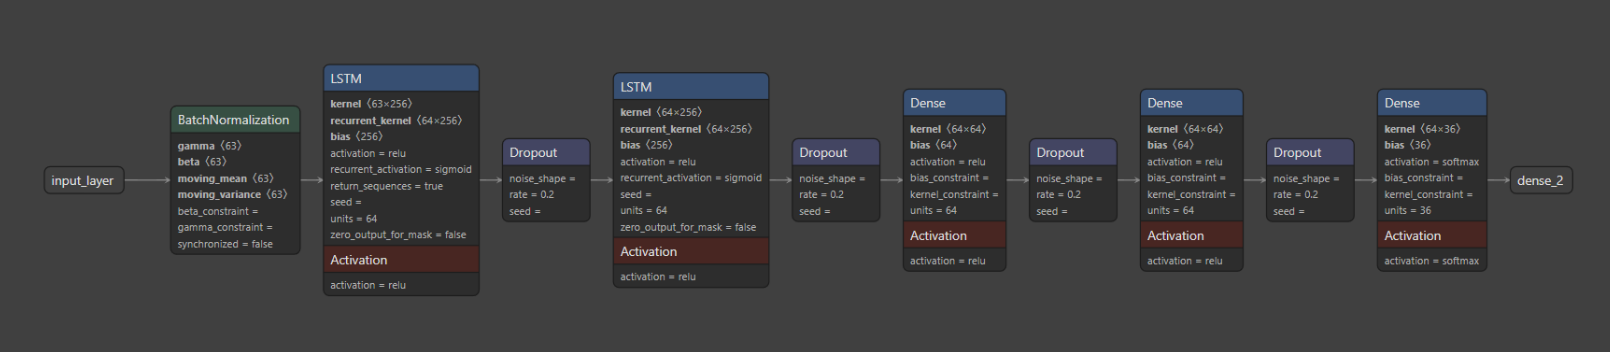 input_layer
BatchNormalization
gamma 〈63〉
beta 〈63〉
moving_mean 〈63〉
moving_variance 〈63〉
beta_constraint =
gamma_constraint =
synchronized = false
LSTM
kernel 〈63×256〉
recurrent_kernel 〈64×256〉
bias 〈256〉
activation = relu
recurrent_activation = sigmoid
return_sequences = true
seed =
units = 64
zero_output_for_mask = false
Activation
activation = relu
Dropout
noise_shape =
rate = 0.2
seed =
LSTM
kernel 〈64×256〉
recurrent_kernel 〈64×256〉
bias 〈256〉
activation = relu
recurrent_activation = sigmoid
seed =
units = 64
zero_output_for_mask = false
Activation
activation = relu
Dropout
noise_shape =
rate = 0.2
seed =
Dense
kernel 〈64×64〉
bias 〈64〉
activation = relu
bias_constraint =
kernel_constraint =
units = 64
Activation
activation = relu
Dropout
noise_shape =
rate = 0.2
seed =
Dense
kernel 〈64×64〉
bias 〈64〉
activation = relu
bias_constraint =
kernel_constraint =
units = 64
Activation
activation = relu
Dropout
noise_shape =
rate = 0.2
seed =
Dense
kernel 〈64×36〉
bias 〈36〉
activation = softmax
bias_constraint =
kernel_constraint =
units = 36
Activation
activation = softmax
dense_2